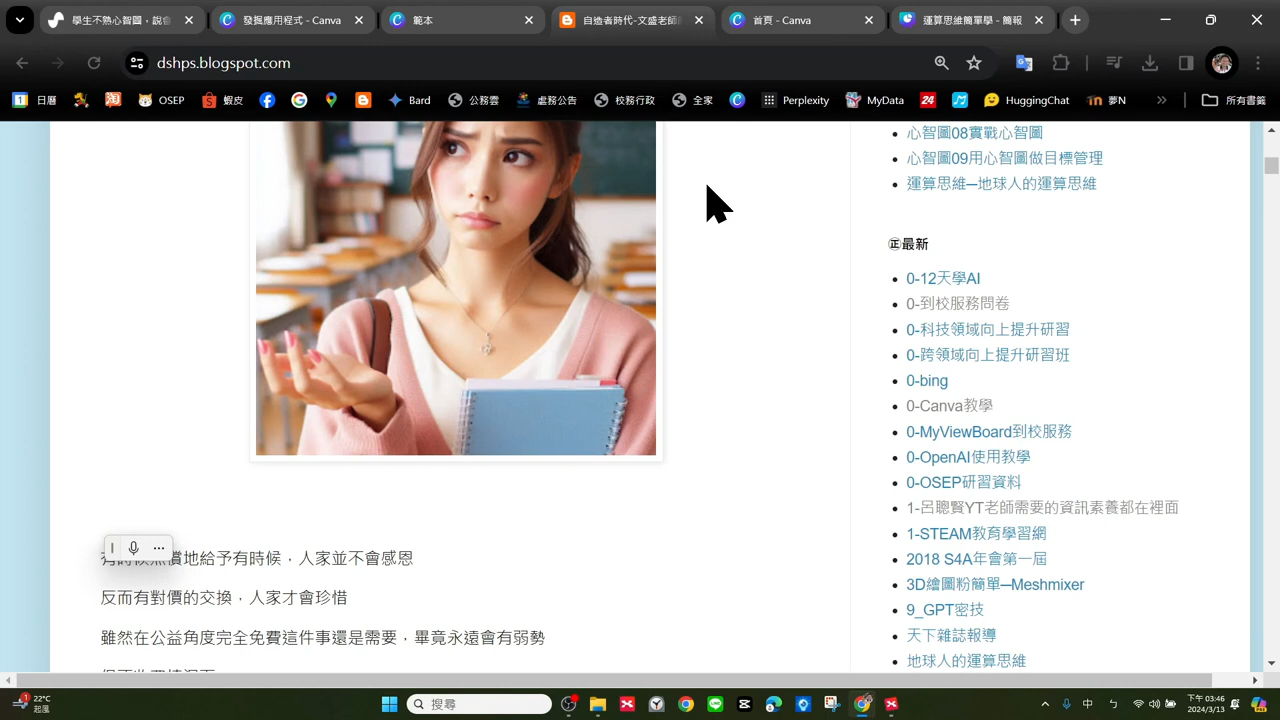 學生不熟心智圖，說會
發掘應用程式 - Canva
範本
自造者時代-文盛老師的
首頁 - Canva
運算思維簡單學 - 簡報
dshps.blogspot.com
日曆
OSEP
蝦皮
Bard
公務雲
處務公告
校務行政
全家
Perplexity
MyData
HuggingChat
夢N
所有書籤
心智圖08實戰心智圖
心智圖09用心智圖做目標管理
運算思維─地球人的運算思維
㊣最新
0-12天學AI
0-到校服務問卷
0-科技領域向上提升研習
0-跨領域向上提升研習班
0-bing
0-Canva教學
0-MyViewBoard到校服務
0-OpenAI使用教學
0-OSEP研習資料
1-呂聰賢YT老師需要的資訊素養都在裡面
1-STEAM教育學習網
2018 S4A年會第一屆
3D繪圖粉簡單─Meshmixer
9_GPT密技
天下雜誌報導
地球人的運算思維
有時候無償地給予有時候，人家並不會感恩
反而有對價的交換，人家才會珍惜
雖然在公益角度完全免費這件事還是需要，畢竟永遠會有弱勢
22°C
起風
搜尋
中
下午 03:46
2024/3/13